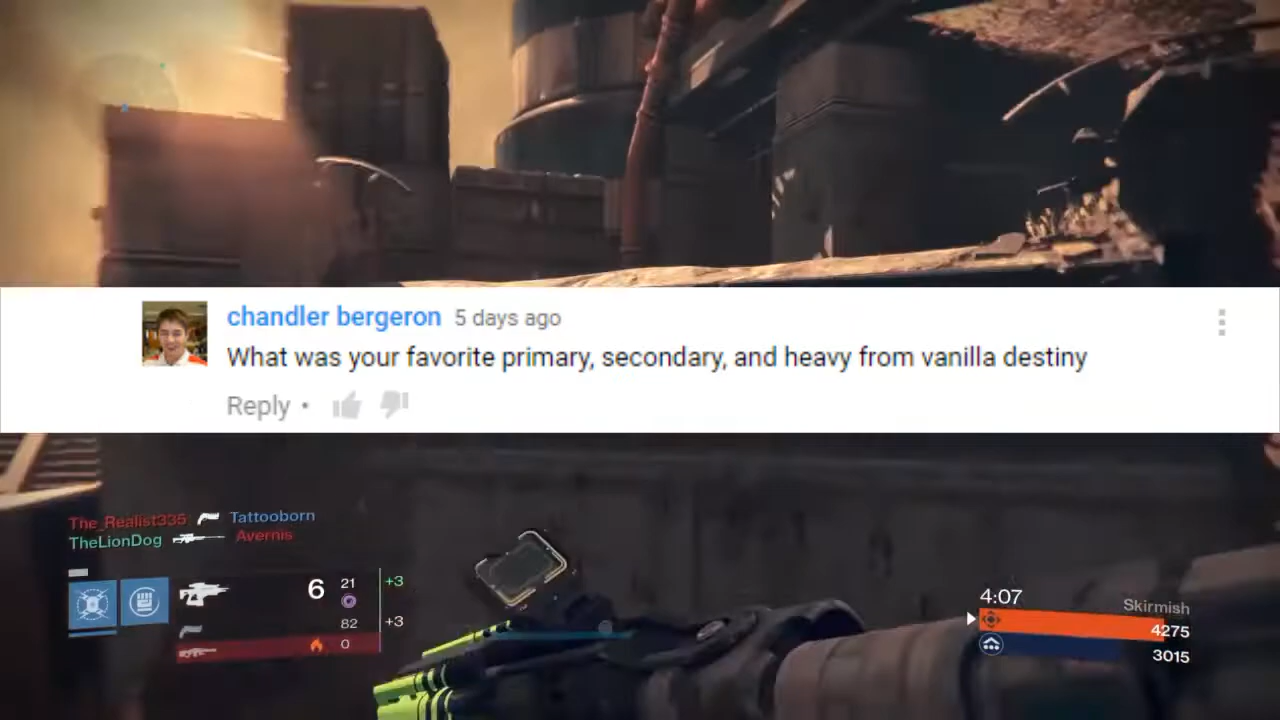 chandler bergeron 5 days ago
What was your favorite primary, secondary, and heavy from vanilla destiny
Reply •
The_Realist335 Tattooborn
TheLionDog Avernis
6 21 +3
82 +3
0
4:07 Skirmish
4275
3015